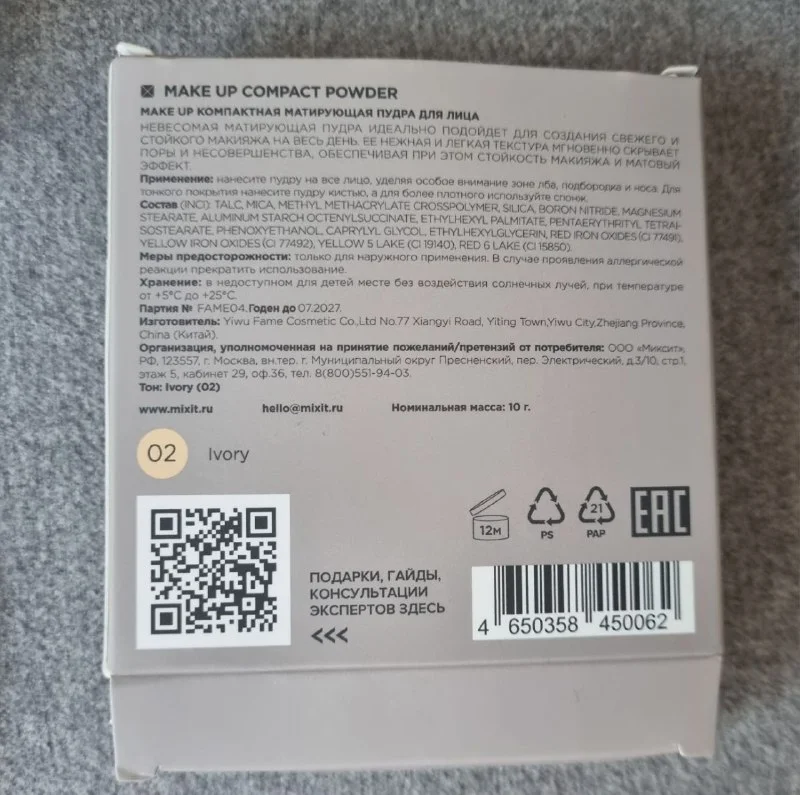 MAKE UP COMPACT POWDER
MAKE UP КОМПАКТНАЯ МАТИРУЮЩАЯ ПУДРА ДЛЯ ЛИЦА
НЕВЕСОМАЯ МАТИРУЮЩАЯ ПУДРА ИДЕАЛЬНО ПОДОЙДЕТ ДЛЯ СОЗДАНИЯ СВЕЖЕГО И
СТОЙКОГО МАКИЯЖА НА ВЕСЬ ДЕНЬ. ЕЕ НЕЖНАЯ И ЛЕГКАЯ ТЕКСТУРА МГНОВЕННО СКРЫВАЕТ
ПОРЫ И НЕСОВЕРШЕНСТВА, ОБЕСПЕЧИВАЯ ПРИ ЭТОМ СТОЙКОСТЬ МАКИЯЖА И МАТОВЫЙ
ЭФФЕКТ.
Применение: нанесите пудру на все лицо, уделяя особое внимание зоне лба, подбородка и носа. Для
тонкого покрытия нанесите пудру кистью, а для более плотного используйте спонж.
Состав (INCI): TALC, MICA, METHYL METHACRYLATE CROSSPOLYMER, SILICA, BORON NITRIDE, MAGNESIUM
STEARATE, ALUMINUM STARCH OCTENYLSUCCINATE, ETHYLHEXYL PALMITATE, PENTAERYTHRITYL TETRAI-
SOSTEARATE, PHENOXYETHANOL, CAPRYLYL GLYCOL, ETHYLHEXYLGLYCERIN, RED IRON OXIDES (CI 77491),
YELLOW IRON OXIDES (CI 77492), YELLOW 5 LAKE (CI 19140), RED 6 LAKE (CI 15850).
Меры предосторожности: только для наружного применения. В случае проявления аллергической
реакции прекратить использование.
Хранение: в недоступном для детей месте без воздействия солнечных лучей, при температуре
от +5°C до +25°C.
Партия № FAME04. Годен до 07.2027.
Изготовитель: Yiwu Fame Cosmetic Co.,Ltd No.77 Xiangyi Road, Yiting Town,Yiwu City,Zhejiang Province,
China (Китай).
Организация, уполномоченная на принятие пожеланий/претензий от потребителя: ООО «Миксит»,
РФ, 123557, г. Москва, вн.тер. г. Муниципальный округ Пресненский, пер. Электрический, д.3/10, стр.1,
этаж 5, кабинет 29, оф.36, тел. 8(800)551-94-03.
Тон: Ivory (02)
www.mixit.ru hello@mixit.ru Номинальная масса: 10 г.
02 Ivory
12М
PS
21
PAP
EAC
ПОДАРКИ, ГАЙДЫ,
КОНСУЛЬТАЦИИ
ЭКСПЕРТОВ ЗДЕСЬ
<<<
4 650358 450062